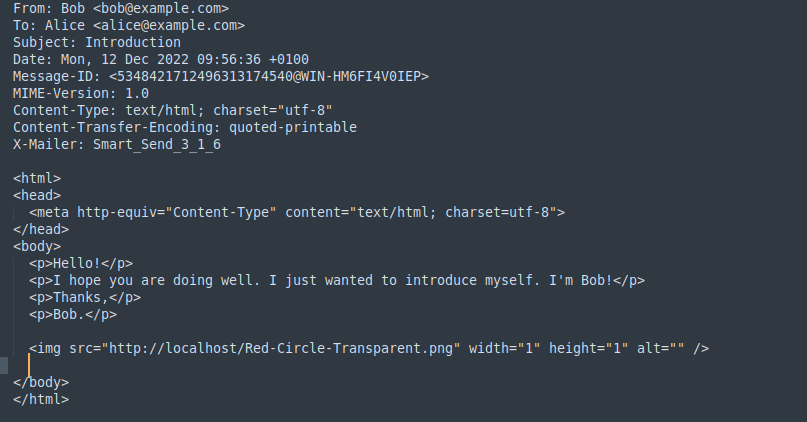 From: Bob <bob@example.com>
To: Alice <alice@example.com>
Subject: Introduction
Date: Mon, 12 Dec 2022 09:56:36 +0100
Message-ID: <5348421712496313174540@WIN-HM6FI4V0IEP>
MIME-Version: 1.0
Content-Type: text/html; charset="utf-8"
Content-Transfer-Encoding: quoted-printable
X-Mailer: Smart_Send_3_1_6

<html>
<head>
  <meta http-equiv="Content-Type" content="text/html; charset=utf-8">
</head>
<body>
  <p>Hello!</p>
  <p>I hope you are doing well. I just wanted to introduce myself. I'm Bob!</p>
  <p>Thanks,</p>
  <p>Bob.</p>

  <img src="http://localhost/Red-Circle-Transparent.png" width="1" height="1" alt="" />

</body>
</html>